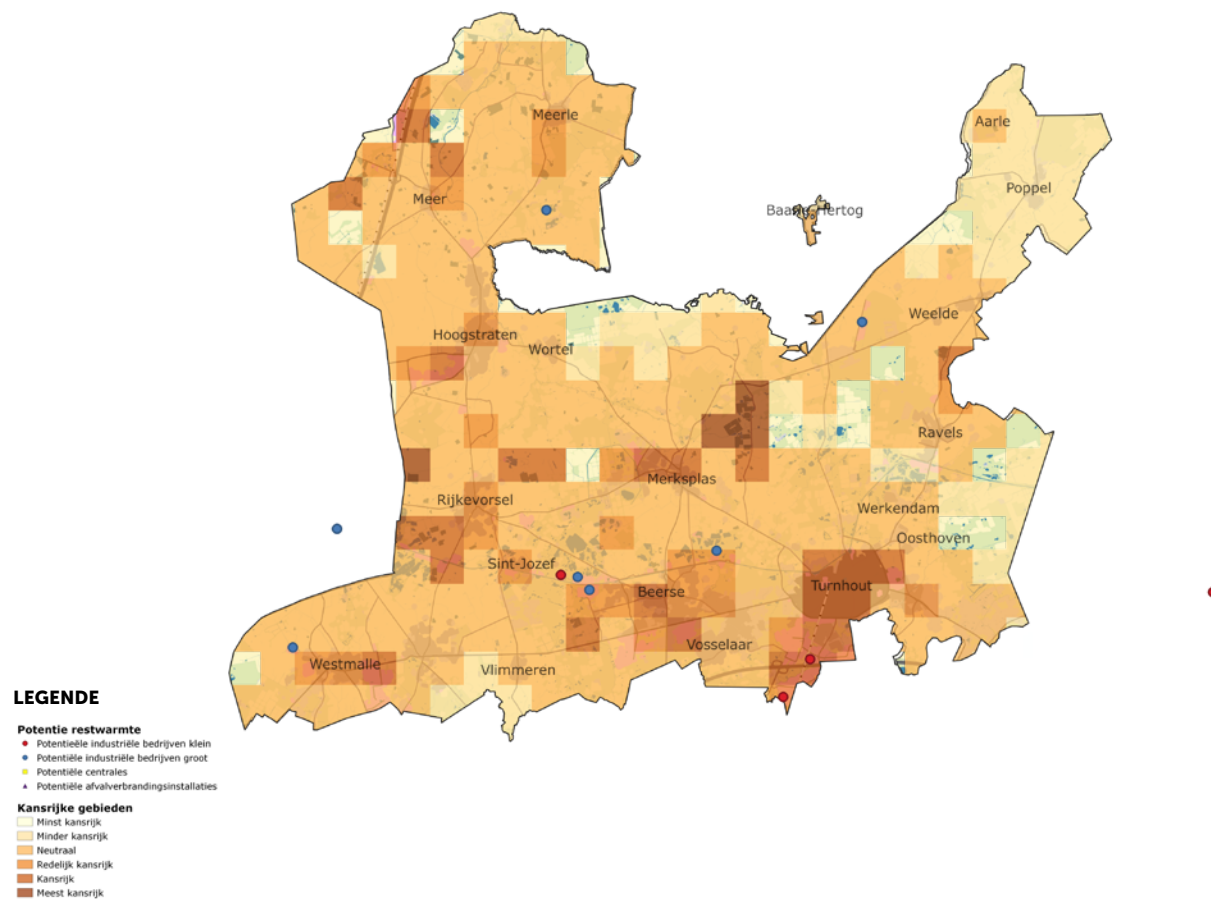 Meerle
Aarle
Poppel
Meer
Baarle Hertog
Weelde
Hoogstraten
Wortel
Ravels
Merksplas
Rijkevorsel
Werkendam
Oosthoven
Sint-Jozef
Turnhout
Beerse
Vosselaar
Westmalle
Vlimmeren
LEGENDE
Potentie restwarmte
Potentieële industriële bedrijven klein
Potentiële industriële bedrijven groot
Potentiële centrales
Potentiële afvalverbrandingsinstallaties
Kansrijke gebieden
Minst kansrijk
Minder kansrijk
Neutraal
Redelijk kansrijk
Kansrijk
Meest kansrijk